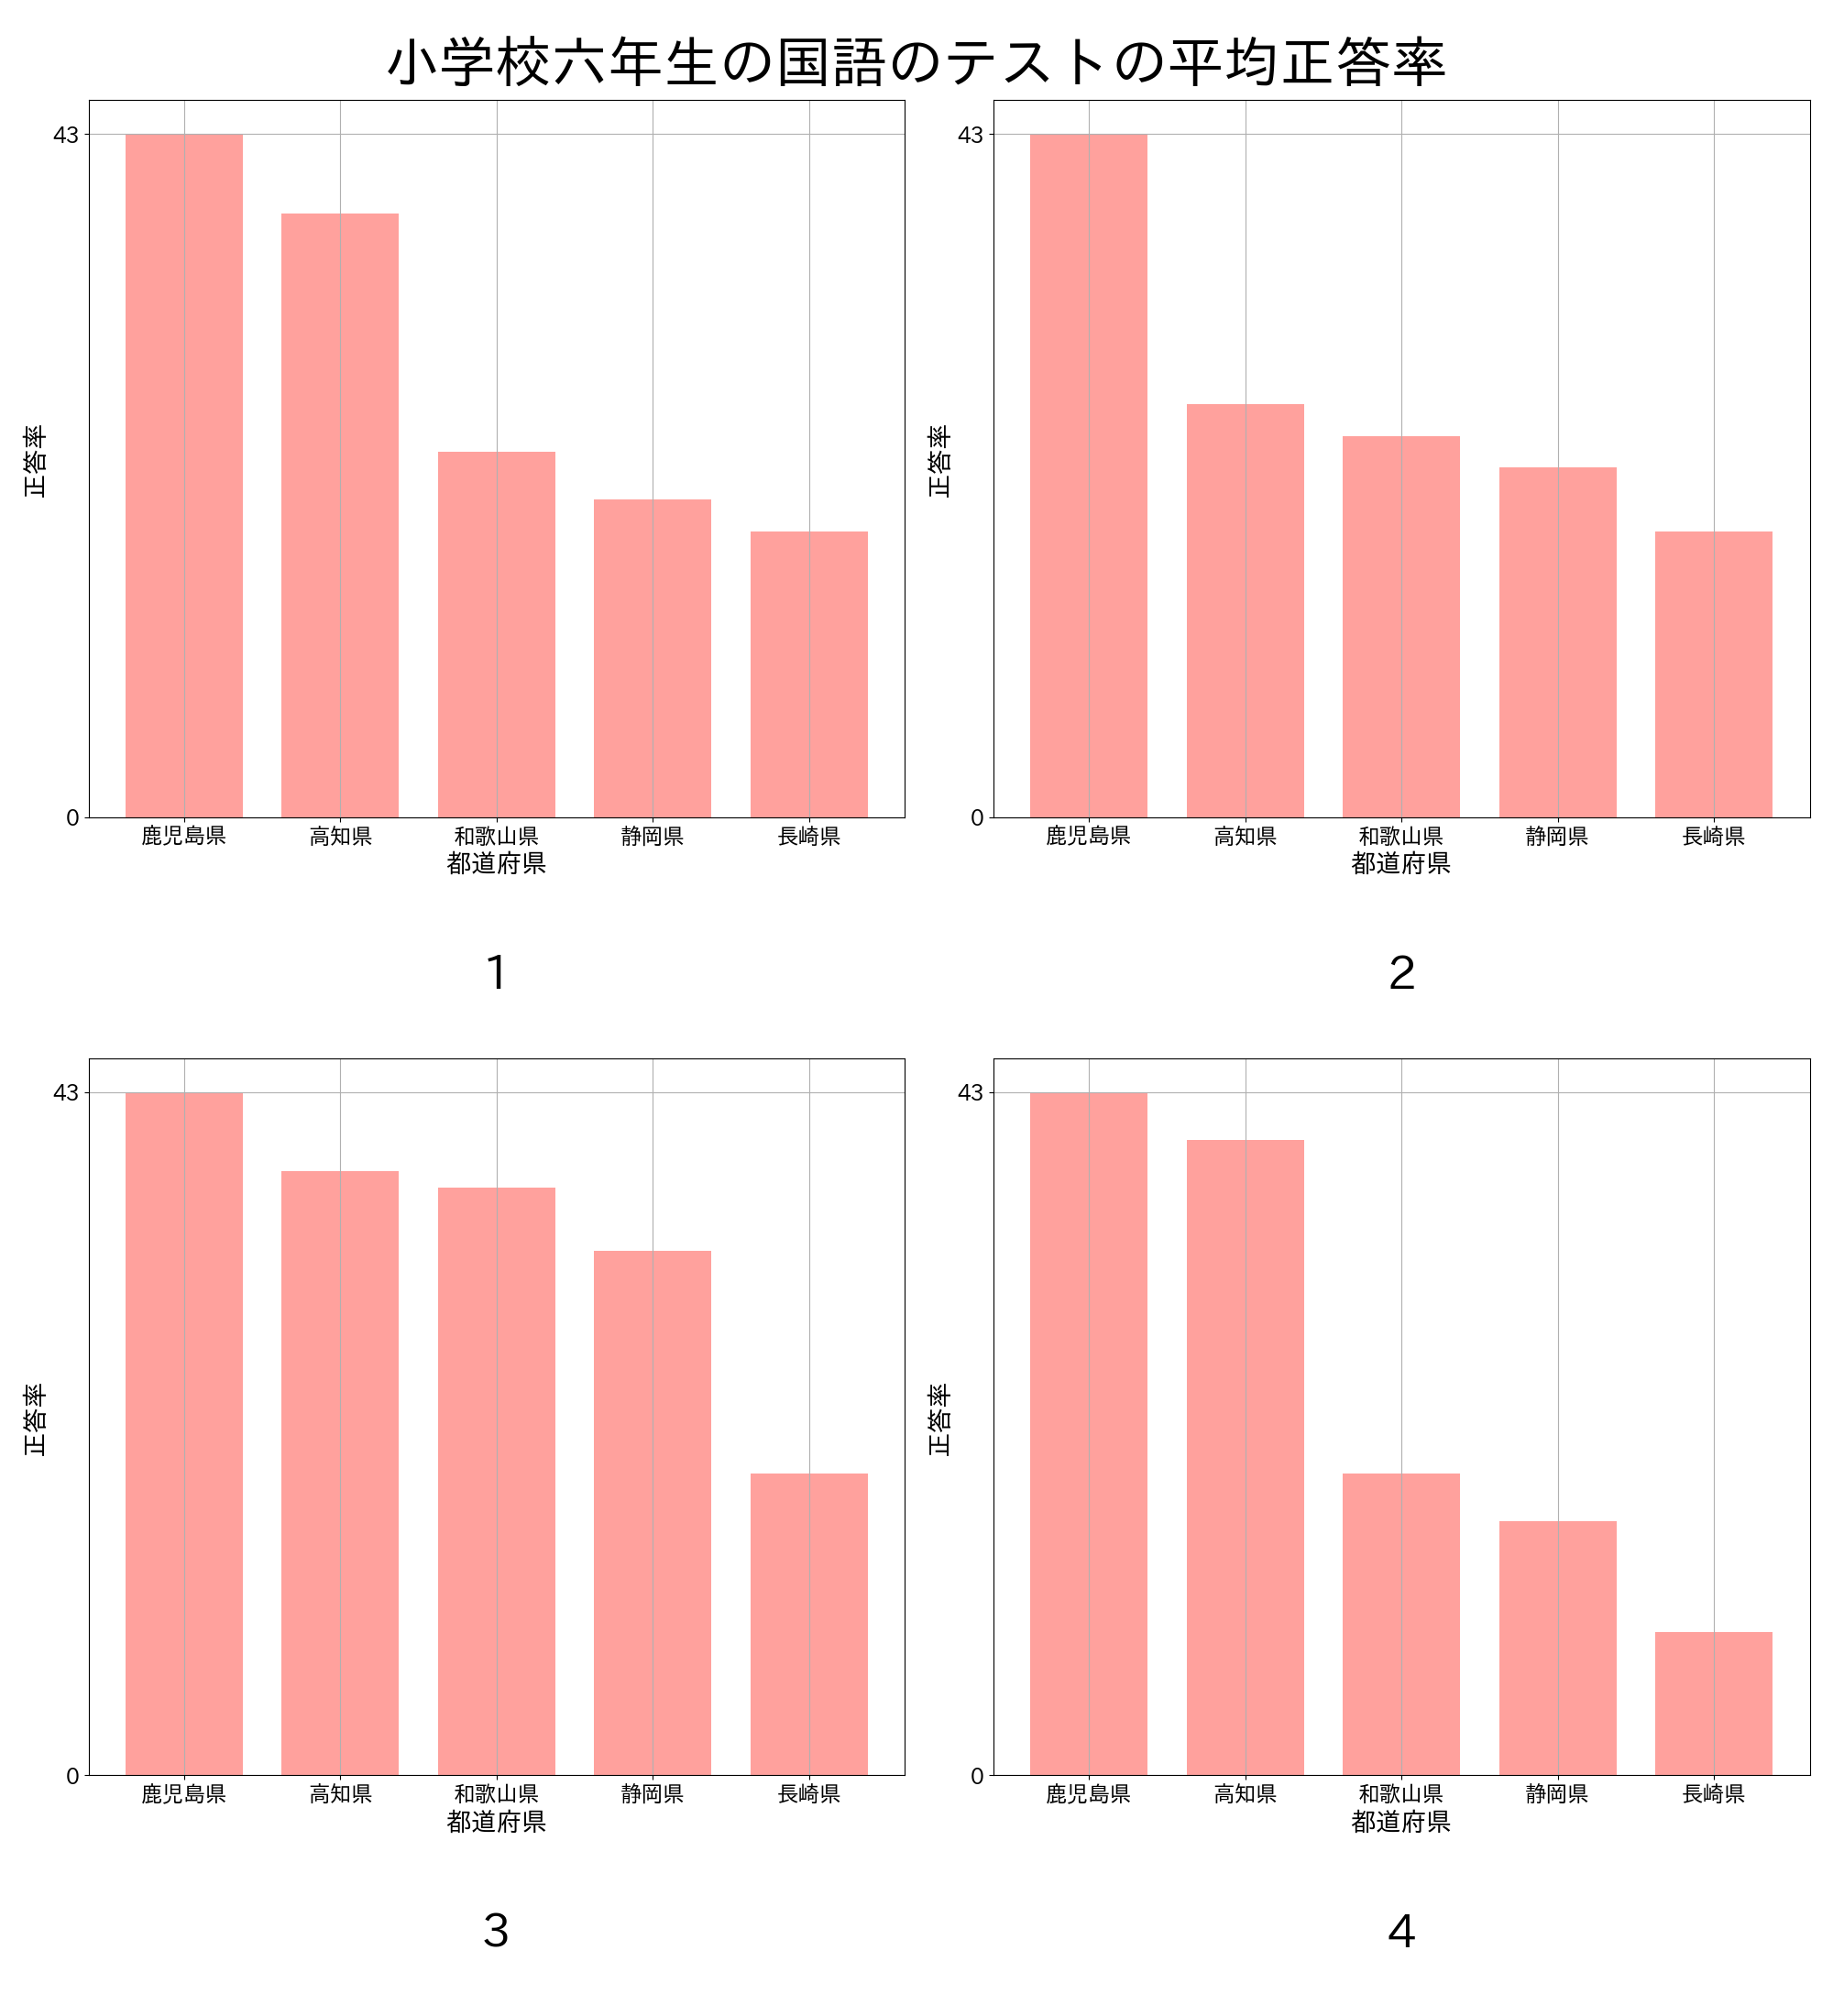 小学校六年生の国語のテストの平均正答率
43
0
正答率
鹿児島県 高知県 和歌山県 静岡県 長崎県
都道府県
1
43
0
正答率
鹿児島県 高知県 和歌山県 静岡県 長崎県
都道府県
2
43
0
正答率
鹿児島県 高知県 和歌山県 静岡県 長崎県
都道府県
3
43
0
正答率
鹿児島県 高知県 和歌山県 静岡県 長崎県
都道府県
4